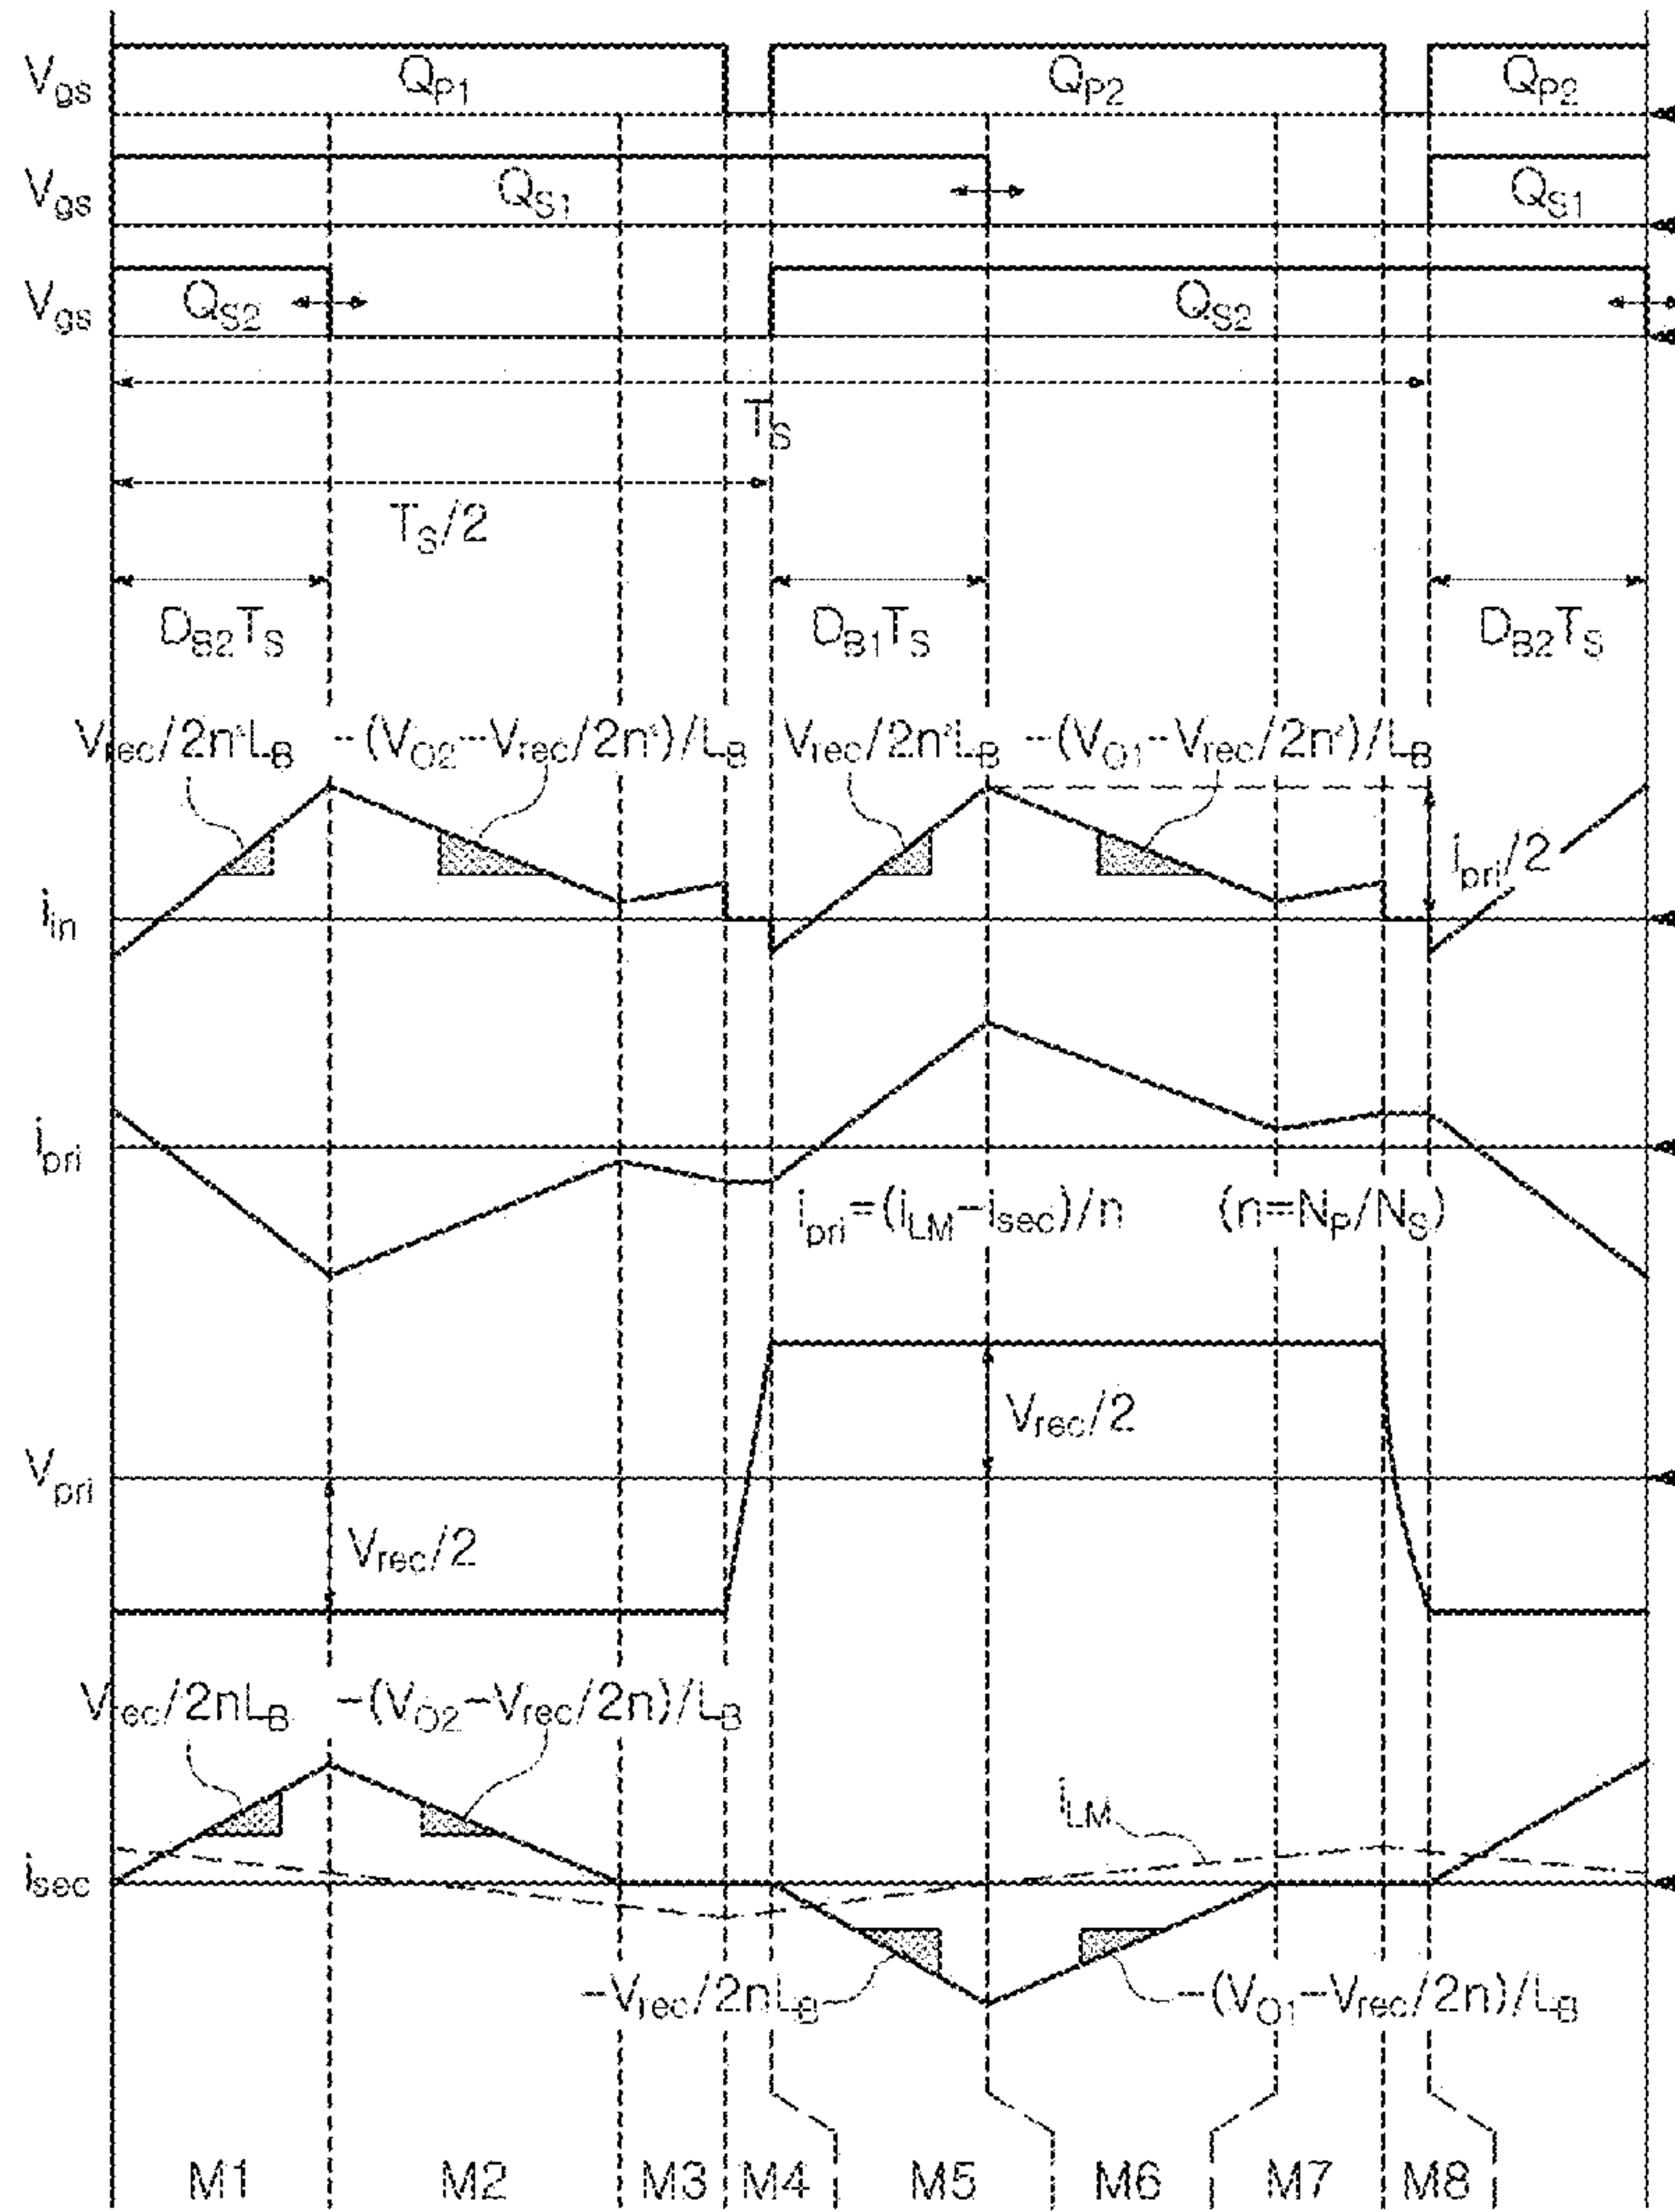 Vgs QP1 QP2 QP2
Vgs QS1 QS1
Vgs QS2 QS2
TS
TS/2
DB2TS DB1TS DB2TS
Vrec/2n²LB -(VO2-Vrec/2n²)/LB Vrec/2n²LB -(VO1-Vrec/2n²)/LB
ipri/2
iin
ipri
ipri=(iLM-isec)/n (n=NP/NS)
Vrec/2
Vpri
Vrec/2
Vrec/2nLB -(VO2-Vrec/2n)/LB
iLM
isec
-Vrec/2nLB -(VO1-Vrec/2n)/LB
M1 M2 M3 M4 M5 M6 M7 M8